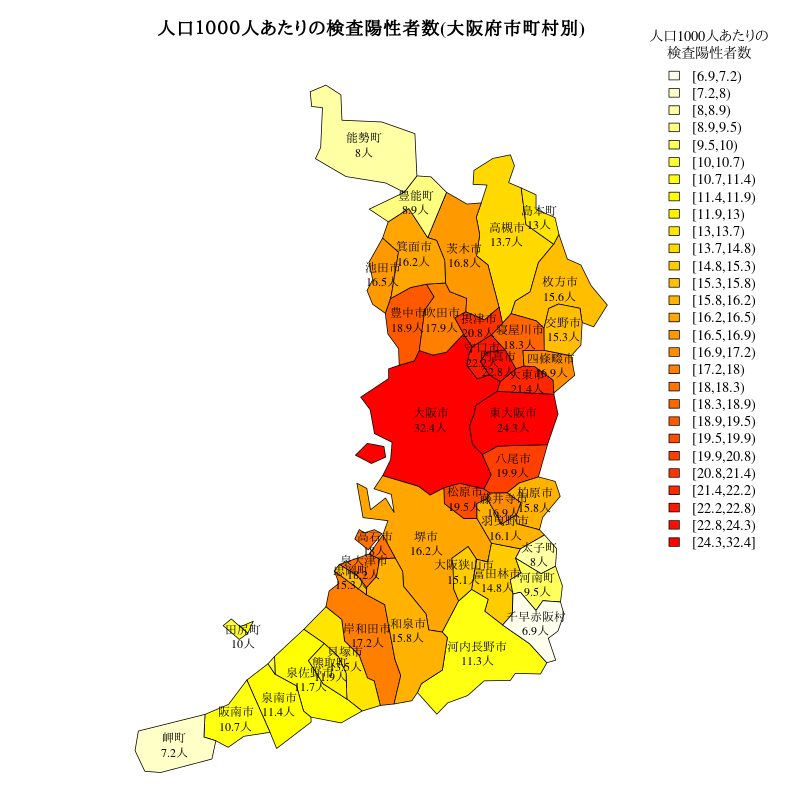 人口1000人あたりの検査陽性者数(大阪府市町村別)
人口1000人あたりの
検査陽性者数
[6.9,7.2)
[7.2,8)
[8,8.9)
[8.9,9.5)
[9.5,10)
[10,10.7)
[10.7,11.4)
[11.4,11.9)
[11.9,13)
[13,13.7)
[13.7,14.8)
[14.8,15.3)
[15.3,15.8)
[15.8,16.2)
[16.2,16.5)
[16.5,16.9)
[16.9,17.2)
[17.2,18)
[18,18.3)
[18.3,18.9)
[18.9,19.5)
[19.5,19.9)
[19.9,20.8)
[20.8,21.4)
[21.4,22.2)
[22.2,22.8)
[22.8,24.3)
[24.3,32.4]
能勢町
8人
豊能町
8.9人
島本町
13人
高槻市
13.7人
箕面市
16.2人
茨木市
16.8人
池田市
16.5人
枚方市
15.6人
豊中市
18.9人
吹田市
17.9人
摂津市
20.8人
寝屋川市
18.3人
交野市
15.3人
守口市
22.2人
門真市
22.8人
四條畷市
16.9人
大東市
21.4人
大阪市
32.4人
東大阪市
24.3人
八尾市
19.9人
松原市
19.5人
藤井寺市
16.9人
柏原市
15.8人
羽曳野市
16.1人
高石市
18人
堺市
16.2人
太子町
8人
泉大津市
18.2人
忠岡町
15.3人
大阪狭山市
15.1人
富田林市
14.8人
河南町
9.5人
千早赤阪村
6.9人
田尻町
10人
岸和田市
17.2人
和泉市
15.8人
河内長野市
11.3人
貝塚市
13.5人
熊取町
11.9人
泉佐野市
11.7人
泉南市
11.4人
阪南市
10.7人
岬町
7.2人